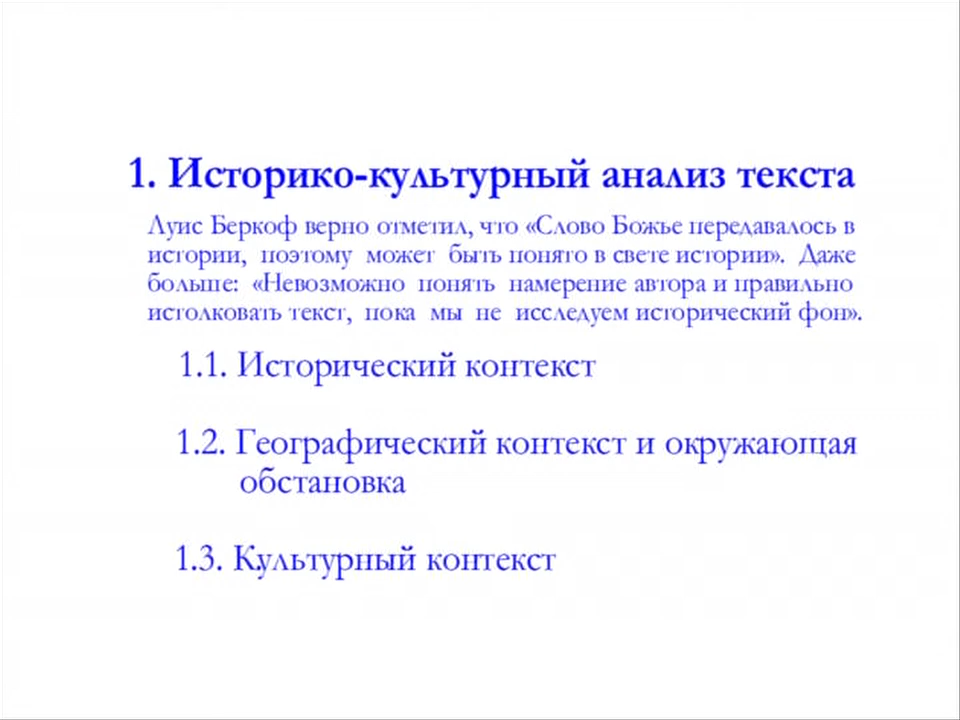 1. Историко-культурный анализ текста
Луис Беркоф верно отметил, что «Слово Божье передавалось в
истории, поэтому может быть понято в свете истории». Даже
больше: «Невозможно понять намерение автора и правильно
истолковать текст, пока мы не исследуем исторический фон».
1.1. Исторический контекст
1.2. Географический контекст и окружающая
обстановка
1.3. Культурный контекст